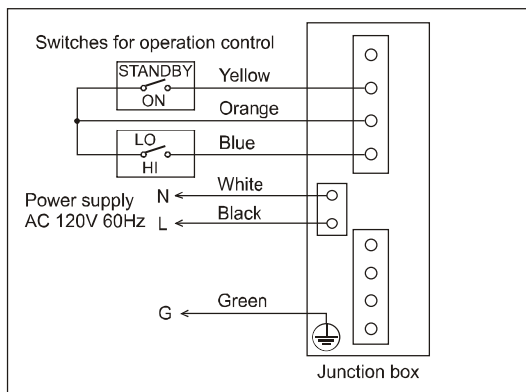 Switches for operation control
STANDBY
ON
Yellow
Orange
LO
HI
Blue
Power supply
AC 120V 60Hz
N
White
L
Black
G
Green
Junction box